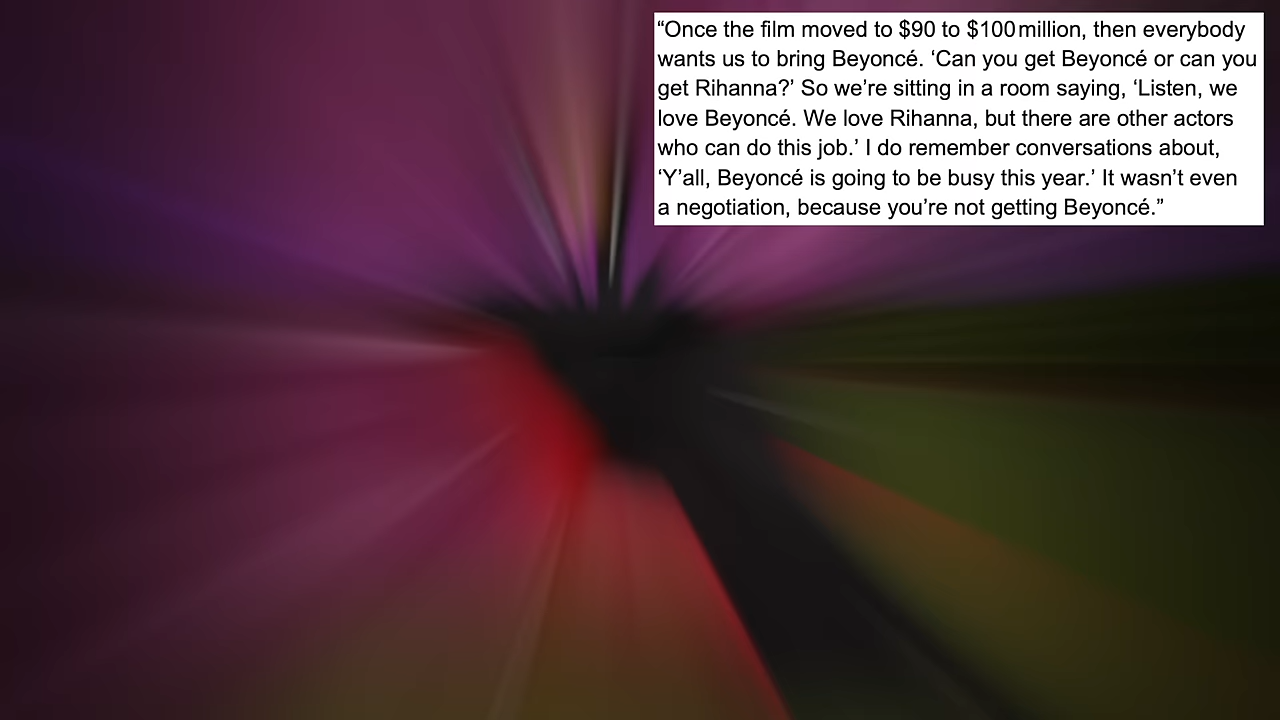 “Once the film moved to $90 to $100 million, then everybody
wants us to bring Beyoncé. ‘Can you get Beyoncé or can you
get Rihanna?’ So we’re sitting in a room saying, ‘Listen, we
love Beyoncé. We love Rihanna, but there are other actors
who can do this job.’ I do remember conversations about,
‘Y’all, Beyoncé is going to be busy this year.’ It wasn’t even
a negotiation, because you’re not getting Beyoncé.”